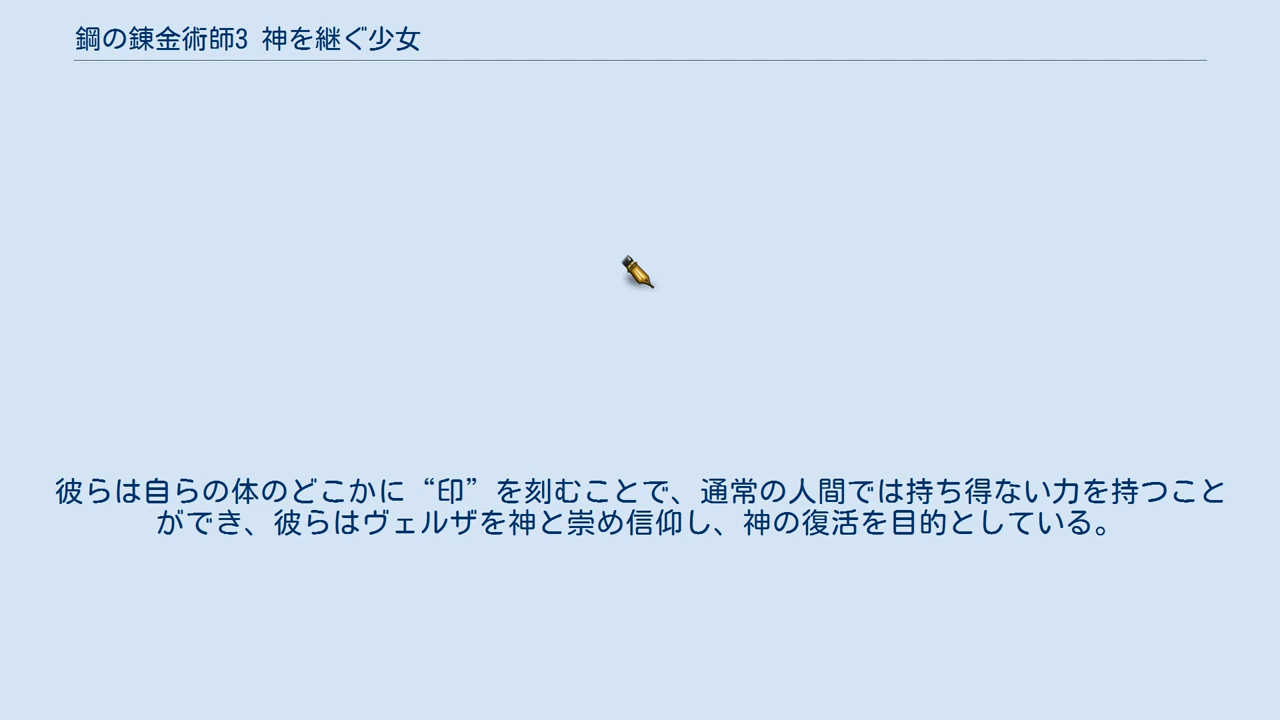 鋼の錬金術師3 神を継ぐ少女
彼らは自らの体のどこかに“印”を刻むことで、通常の人間では持ち得ない力を持つこと
ができ、彼らはヴェルザを神と崇め信仰し、神の復活を目的としている。